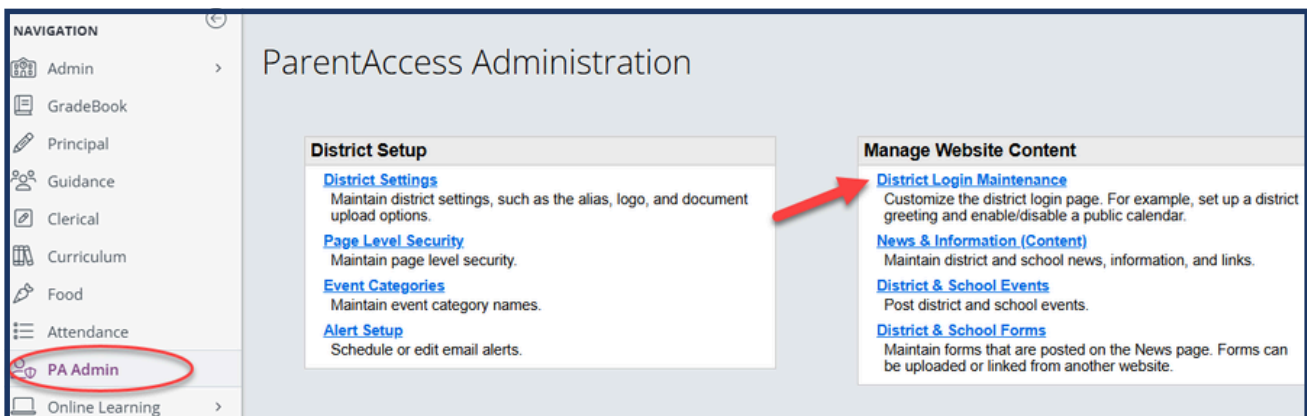 NAVIGATION
Admin
GradeBook
Principal
Guidance
Clerical
Curriculum
Food
Attendance
PA Admin
Online Learning
ParentAccess Administration
District Setup
District Settings
Maintain district settings, such as the alias, logo, and document
upload options.
Page Level Security
Maintain page level security.
Event Categories
Maintain event category names.
Alert Setup
Schedule or edit email alerts.
Manage Website Content
District Login Maintenance
Customize the district login page. For example, set up a district
greeting and enable/disable a public calendar.
News & Information (Content)
Maintain district and school news, information, and links.
District & School Events
Post district and school events.
District & School Forms
Maintain forms that are posted on the News page. Forms can
be uploaded or linked from another website.